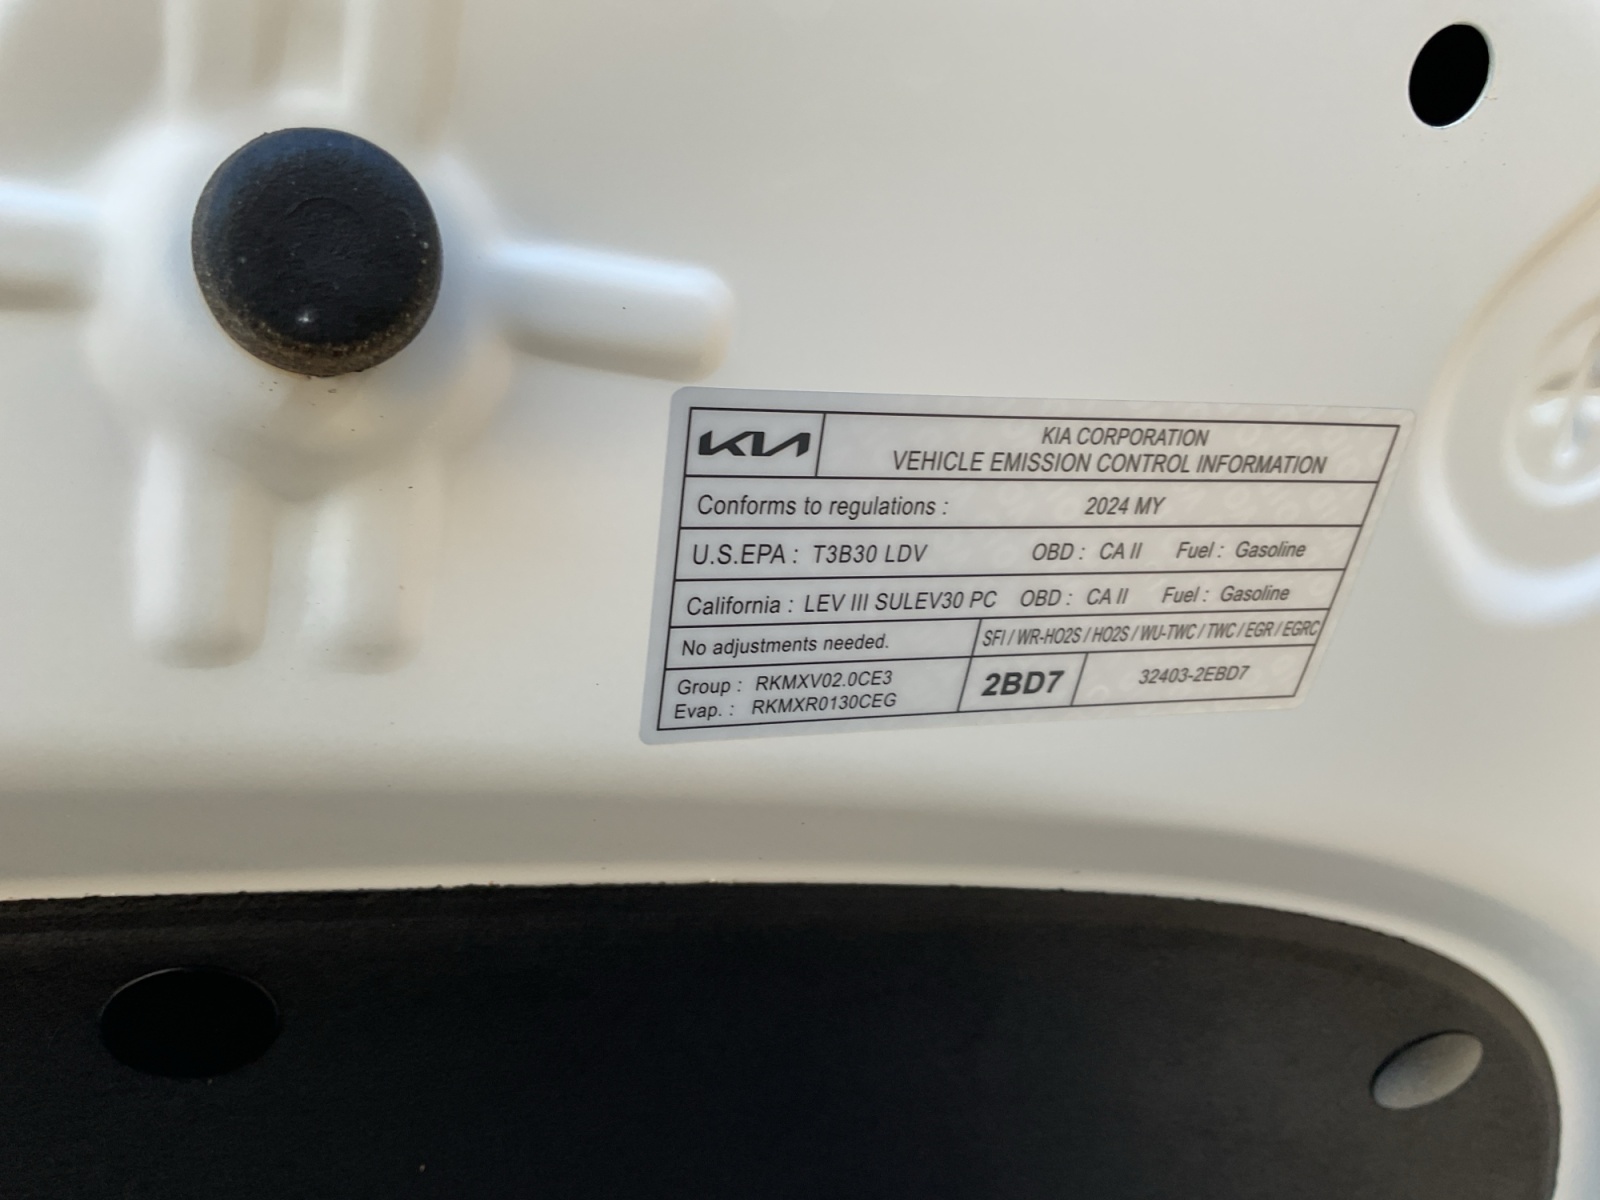 KIA
KIA CORPORATION
VEHICLE EMISSION CONTROL INFORMATION
Conforms to regulations : 2024 MY
U.S.EPA : T3B30 LDV OBD : CA II Fuel : Gasoline
California : LEV III SULEV30 PC OBD : CA II Fuel : Gasoline
No adjustments needed. SFI / WR-HO2S / HO2S / WU-TWC / TWC / EGR / EGRC
Group : RKMXV02.0CE3
Evap. : RKMXR0130CEG
2BD7 32403-2EBD7